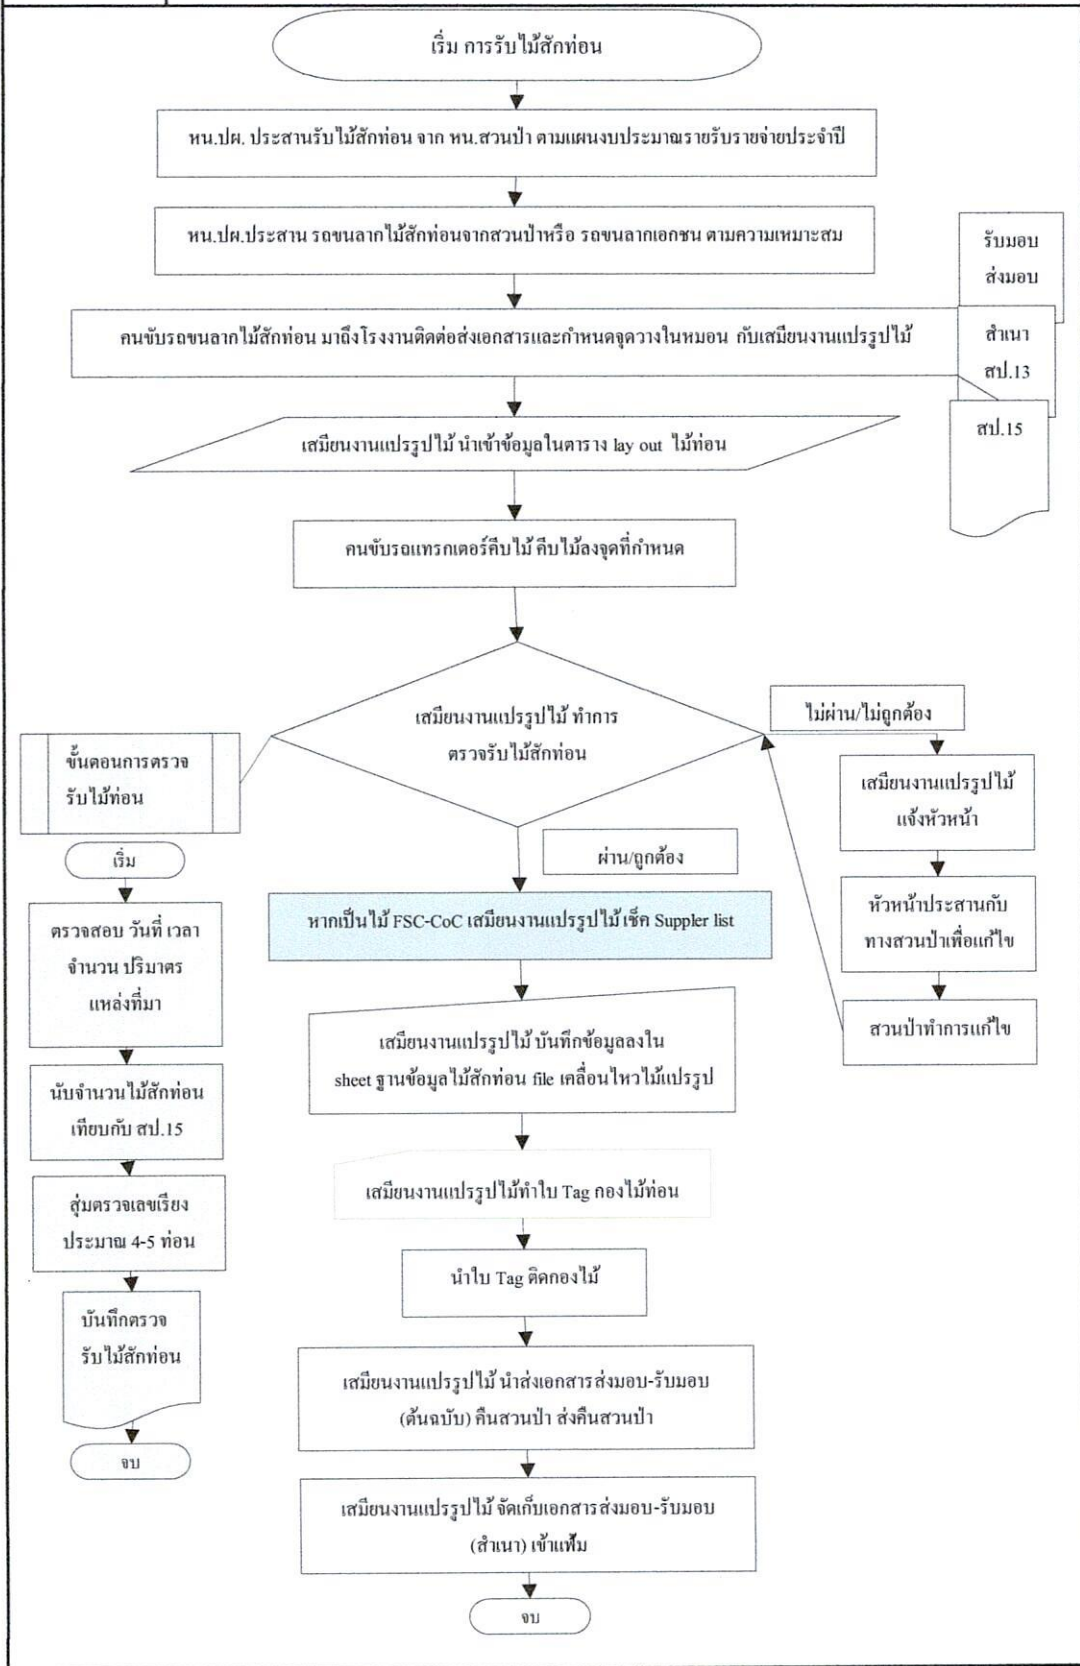 เริ่ม การรับไม้สักท่อน
หน.ปผ. ประสานรับไม้สักท่อน จาก หน.สวนป่า ตามแผนงบประมาณรายรับรายจ่ายประจำปี
หน.ปผ.ประสาน รถขนลากไม้สักท่อนจากสวนป่าหรือ รถขนลากเอกชน ตามความเหมาะสม
รับมอบ
ส่งมอบ
คนขับรถขนลากไม้สักท่อน มาถึงโรงงานติดต่อส่งเอกสารและกำหนดจุดวางในหมอน กับเสมียนงานแปรรูปไม้
สำเนา
สป.13
สป.15
เสมียนงานแปรรูปไม้ นำเข้าข้อมูลในตาราง lay out ไม้ท่อน
คนขับรถแทรกเตอร์คีบไม้ คีบไม้ลงจุดที่กำหนด
เสมียนงานแปรรูปไม้ ทำการ
ตรวจรับไม้สักท่อน
ไม่ผ่าน/ไม่ถูกต้อง
เสมียนงานแปรรูปไม้
แจ้งหัวหน้า
หัวหน้าประสานกับ
ทางสวนป่าเพื่อแก้ไข
สวนป่าทำการแก้ไข
ขั้นตอนการตรวจ
รับไม้ท่อน
เริ่ม
ตรวจสอบ วันที่ เวลา
จำนวน ปริมาตร
แหล่งที่มา
นับจำนวนไม้สักท่อน
เทียบกับ สป.15
สุ่มตรวจเลขเรียง
ประมาณ 4-5 ท่อน
บันทึกตรวจ
รับไม้สักท่อน
จบ
ผ่าน/ถูกต้อง
หากเป็นไม้ FSC-CoC เสมียนงานแปรรูปไม้ เช็ค Suppler list
เสมียนงานแปรรูปไม้ บันทึกข้อมูลลงใน
sheet ฐานข้อมูลไม้สักท่อน file เคลื่อนไหวไม้แปรรูป
เสมียนงานแปรรูปไม้ทำใบ Tag กองไม้ท่อน
นำใบ Tag ติดกองไม้
เสมียนงานแปรรูปไม้ นำส่งเอกสารส่งมอบ-รับมอบ
(ต้นฉบับ) คืนสวนป่า ส่งคืนสวนป่า
เสมียนงานแปรรูปไม้ จัดเก็บเอกสารส่งมอบ-รับมอบ
(สำเนา) เข้าแฟ้ม
จบ